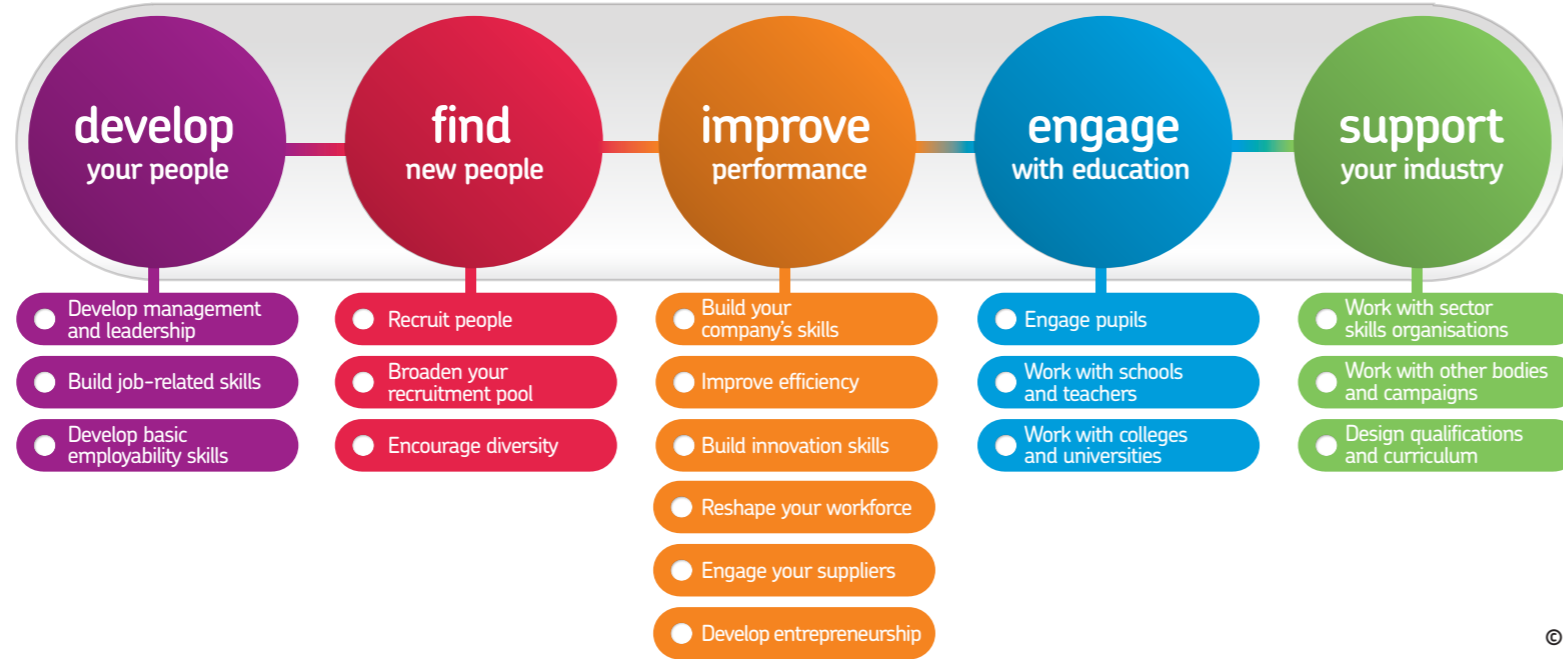 develop
your people
find
new people
improve
performance
engage
with education
support
your industry
Develop management
and leadership
Build job-related skills
Develop basic
employability skills
Recruit people
Broaden your
recruitment pool
Encourage diversity
Build your
company's skills
Improve efficiency
Build innovation skills
Reshape your workforce
Engage your suppliers
Develop entrepreneurship
Engage pupils
Work with schools
and teachers
Work with colleges
and universities
Work with sector
skills organisations
Work with other bodies
and campaigns
Design qualifications
and curriculum
©